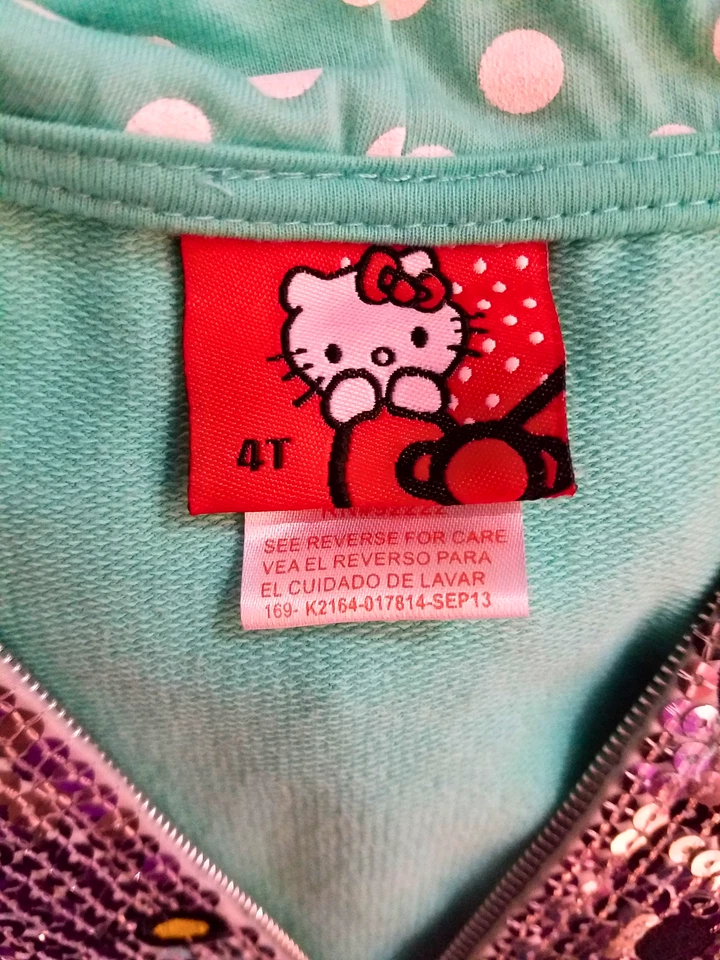 4T
SEE REVERSE FOR CARE
VEA EL REVERSO PARA
EL CUIDADO DE LAVAR
169- K2164-017814-SEP13